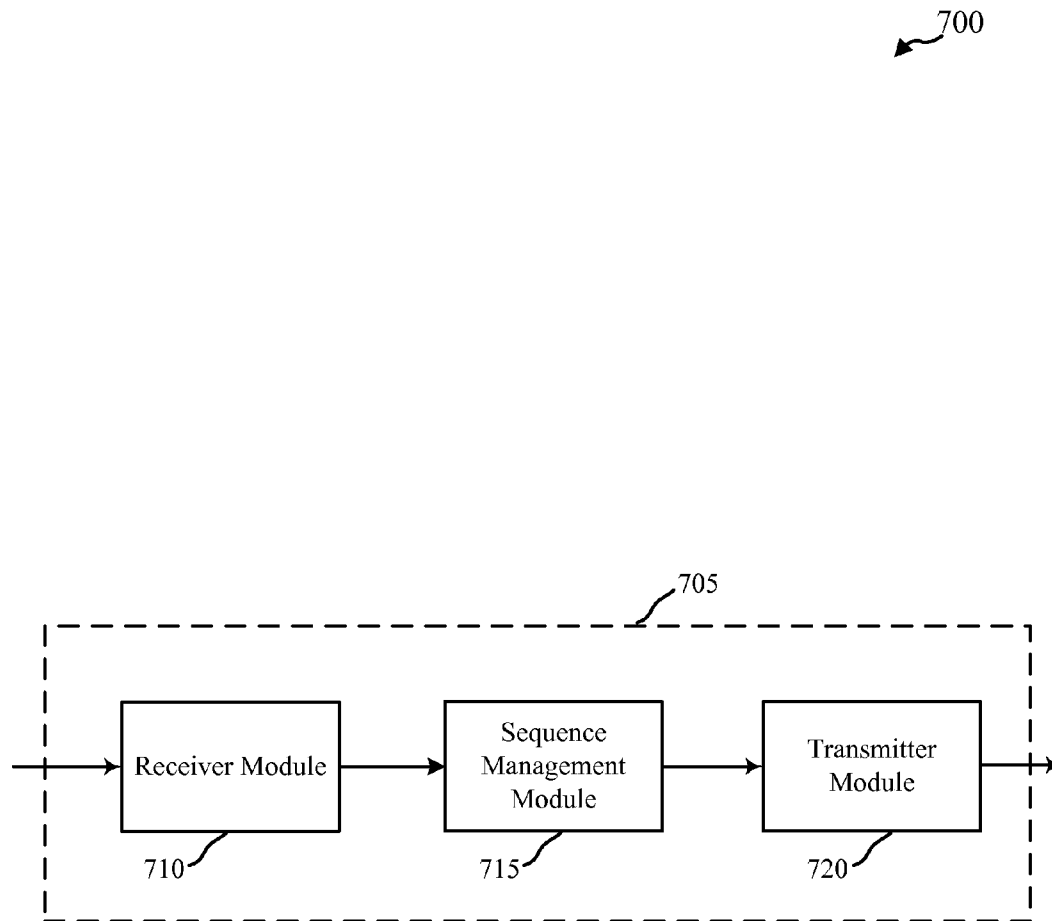 700
705
Receiver Module
Sequence
Management
Module
Transmitter
Module
710
715
720